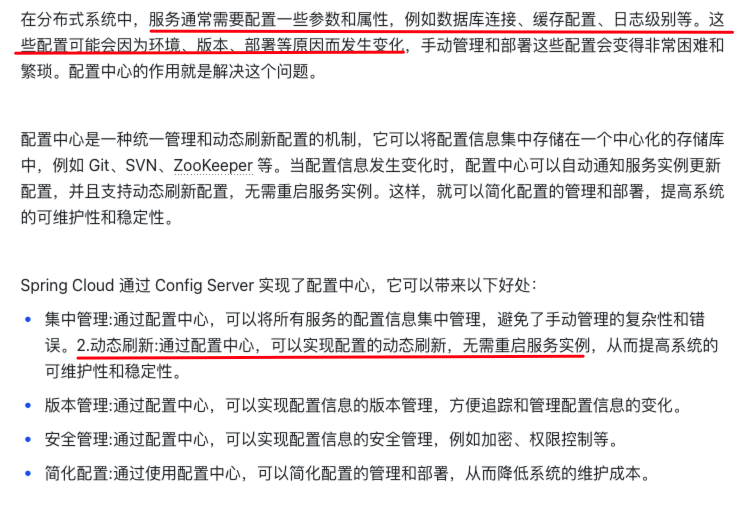 在分布式系统中，服务通常需要配置一些参数和属性，例如数据库连接、缓存配置、日志级别等。这
些配置可能会因为环境、版本、部署等原因而发生变化，手动管理和部署这些配置会变得非常困难和
繁琐。配置中心的作用就是解决这个问题。
配置中心是一种统一管理和动态刷新配置的机制，它可以将配置信息集中存储在一个中心化的存储库
中，例如 Git、SVN、ZooKeeper 等。当配置信息发生变化时，配置中心可以自动通知服务实例更新
配置，并且支持动态刷新配置，无需重启服务实例。这样，就可以简化配置的管理和部署，提高系统
的可维护性和稳定性。
Spring Cloud 通过 Config Server 实现了配置中心，它可以带来以下好处：
• 集中管理:通过配置中心，可以将所有服务的配置信息集中管理，避免了手动管理的复杂性和错
误。2.动态刷新:通过配置中心，可以实现配置的动态刷新，无需重启服务实例，从而提高系统的
可维护性和稳定性。
• 版本管理:通过配置中心，可以实现配置信息的版本管理，方便追踪和管理配置信息的变化。
• 安全管理:通过配置中心，可以实现配置信息的安全管理，例如加密、权限控制等。
• 简化配置:通过使用配置中心，可以简化配置的管理和部署，从而降低系统的维护成本。